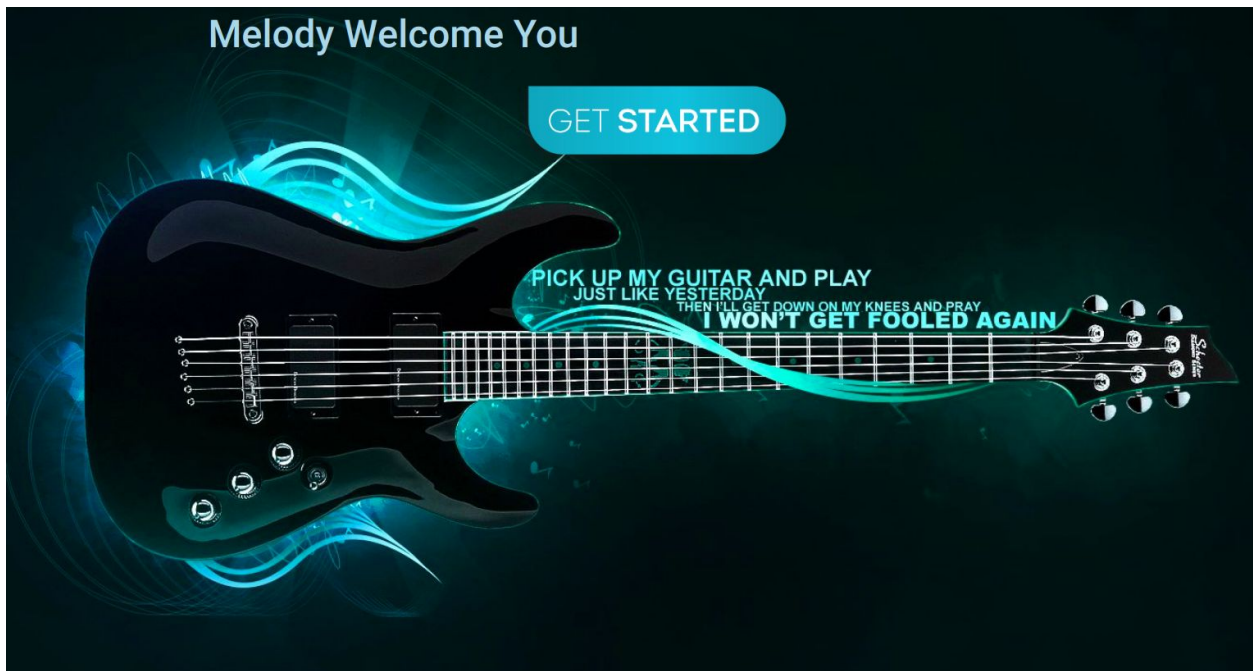 Melody Welcome You
GET STARTED
PICK UP MY GUITAR AND PLAY
JUST LIKE YESTERDAY
THEN I'LL GET DOWN ON MY KNEES AND PRAY
I WON'T GET FOOLED AGAIN
Schecter